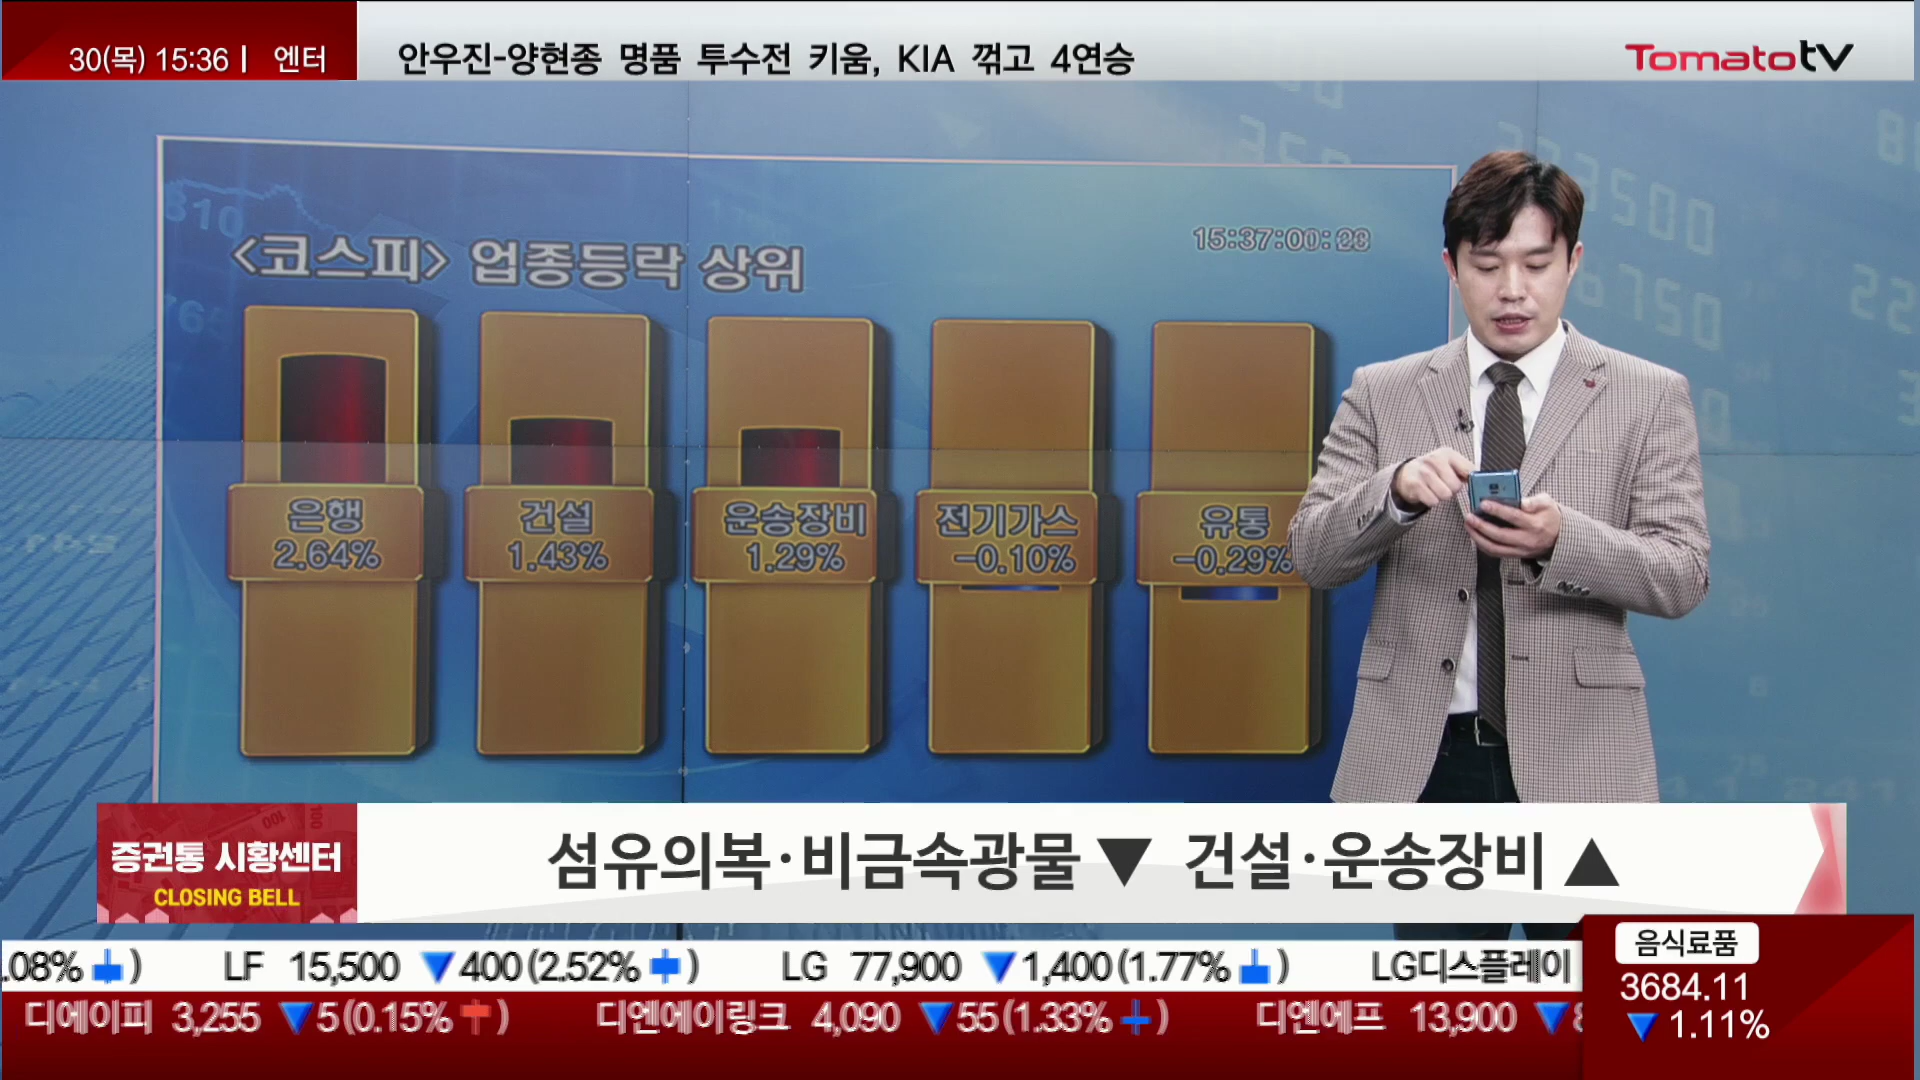 30(목) 15:36 | 엔터
안우진-양현종 명품 투수전 키움, KIA 꺾고 4연승
Tomato tv
15:37:00:28
<코스피> 업종등락 상위
은행
2.64%
건설
1.43%
운송장비
1.29%
전기가스
-0.10%
유통
-0.29%
증권통 시황센터
CLOSING BELL
섬유의복·비금속광물▼ 건설·운송장비▲
.08% ) LF 15,500 ▼400(2.52% ) LG 77,900 ▼1,400(1.77% ) LG디스플레이
디에이피 3,255 ▼5(0.15% ) 디엔에이링크 4,090 ▼55(1.33% ) 디엔에프 13,900 ▼
음식료품
3684.11
▼ 1.11%